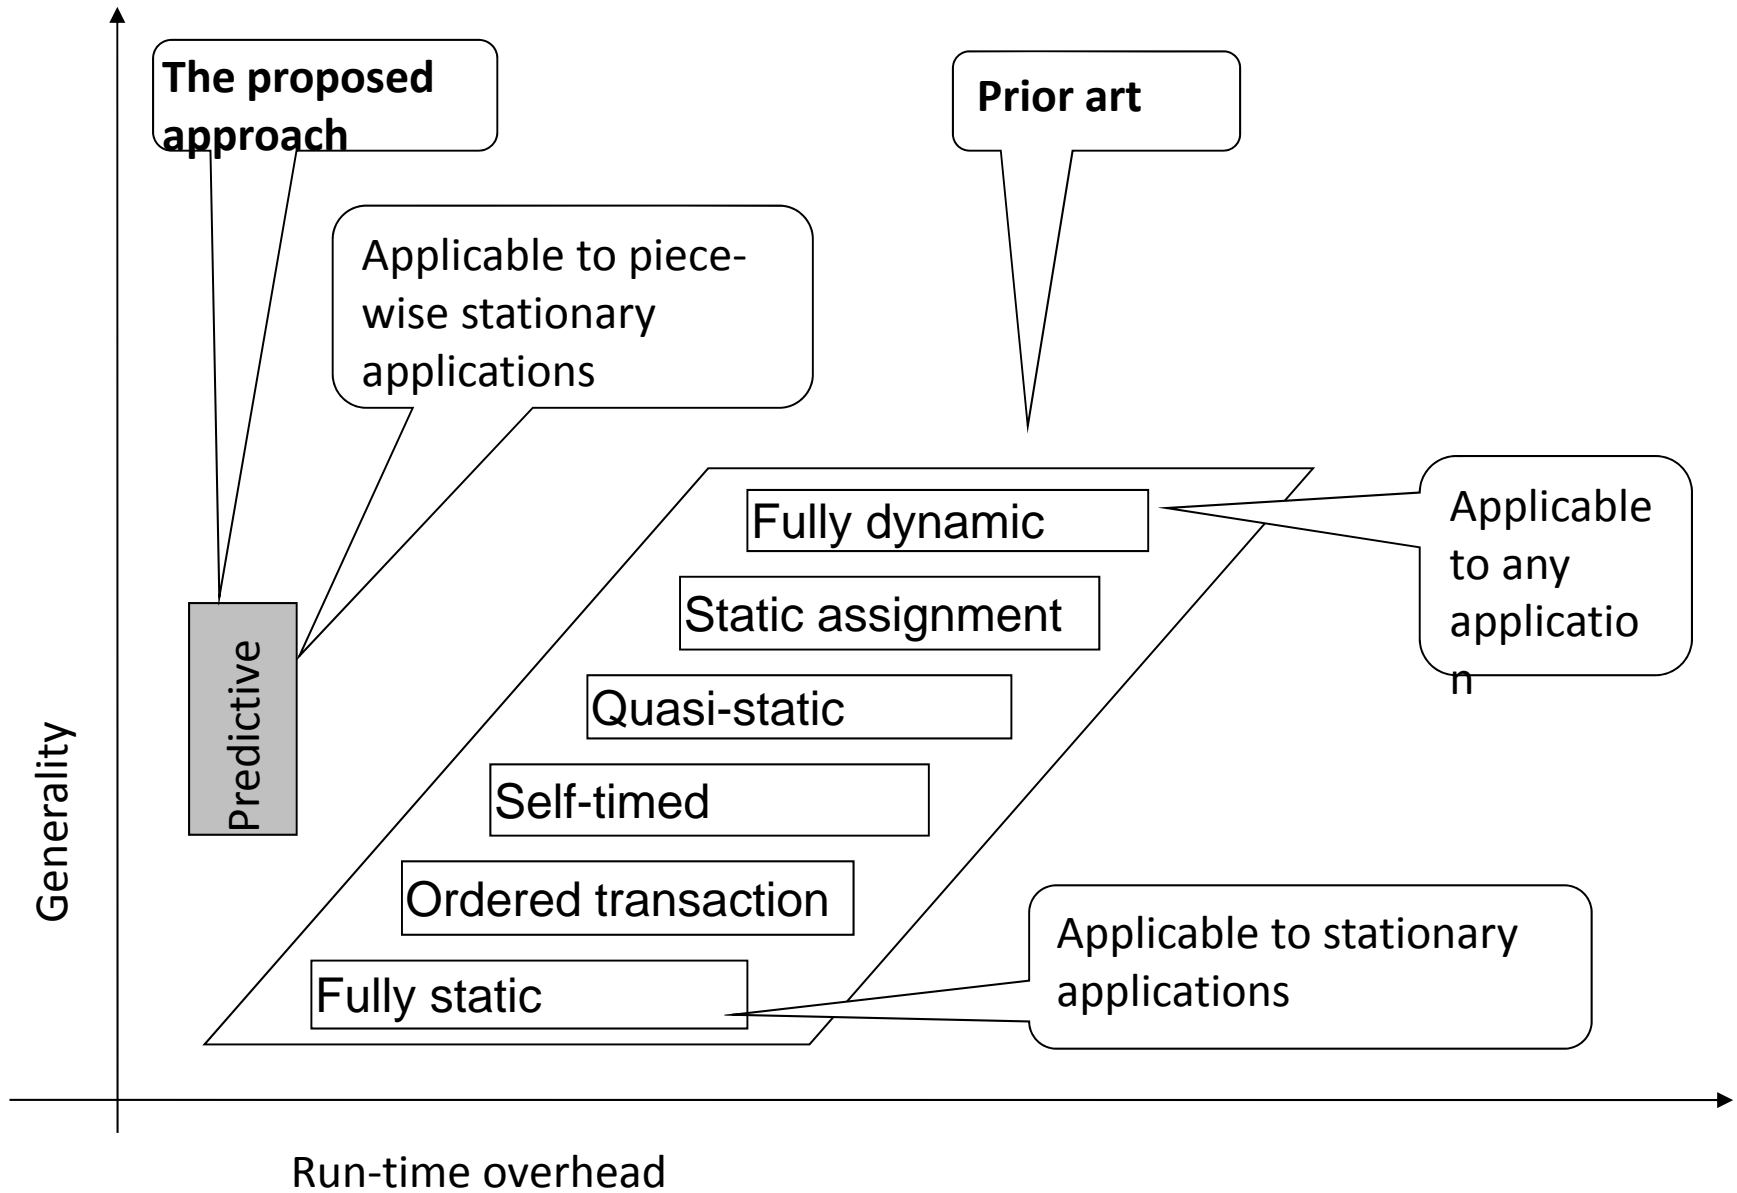 The proposed
approach
Prior art
Applicable to piece-
wise stationary
applications
Applicable
to any
applicatio
n
Fully dynamic
Static assignment
Quasi-static
Self-timed
Ordered transaction
Fully static
Predictive
Applicable to stationary
applications
Generality
Run-time overhead